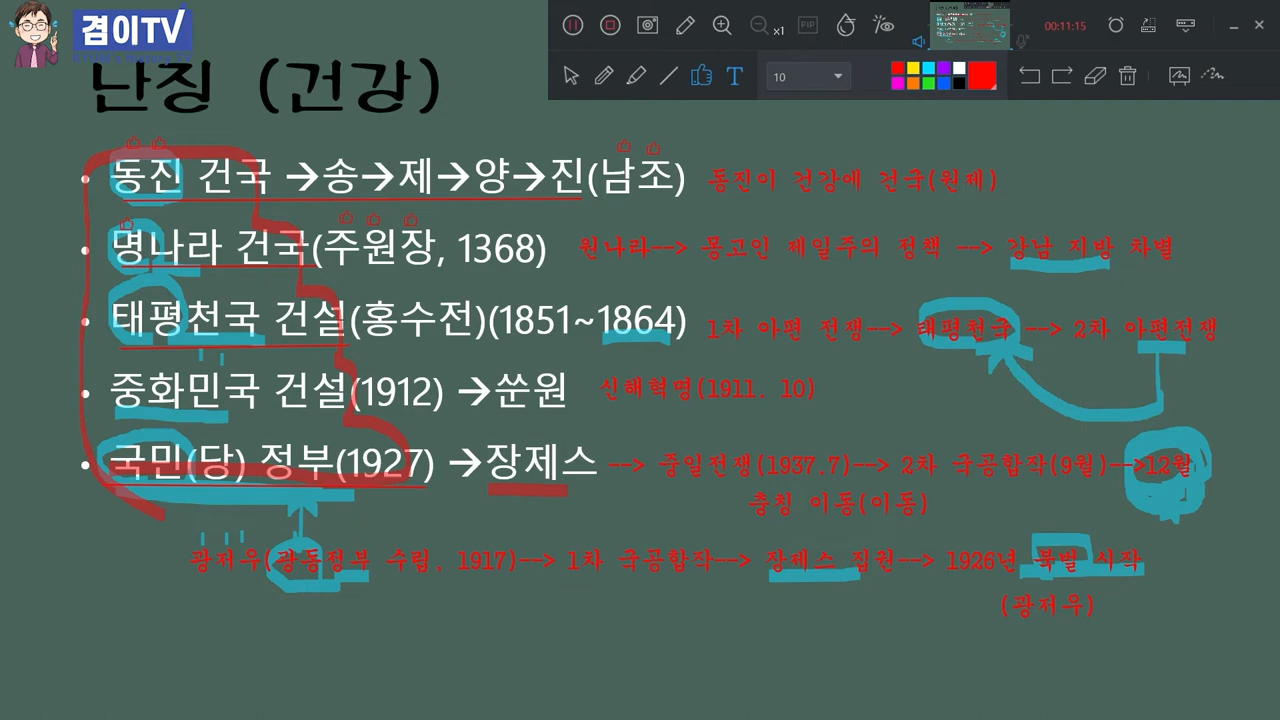 겸이TV
00:11:15
x1
PIP
T
10
난징 (건강)
• 동진 건국 →송→제→양→진(남조) 동진이 건강에 건국(원제)
• 명나라 건국(주원장, 1368) 원나라--> 몽고인 제일주의 정책 --> 강남 지방 차별
• 태평천국 건설(홍수전)(1851~1864) 1차 아편 전쟁--> 태평천국 --> 2차 아편전쟁
• 중화민국 건설(1912) →쑨원 신해혁명(1911. 10)
• 국민(당) 정부(1927) →장제스 --> 중일전쟁(1937.7)--> 2차 국공합작(9월)-->12월
충칭 이동(이동)
광저우(광동정부 수립, 1917)--> 1차 국공합작--> 장제스 집권--> 1926년 북벌 시작
(광저우)